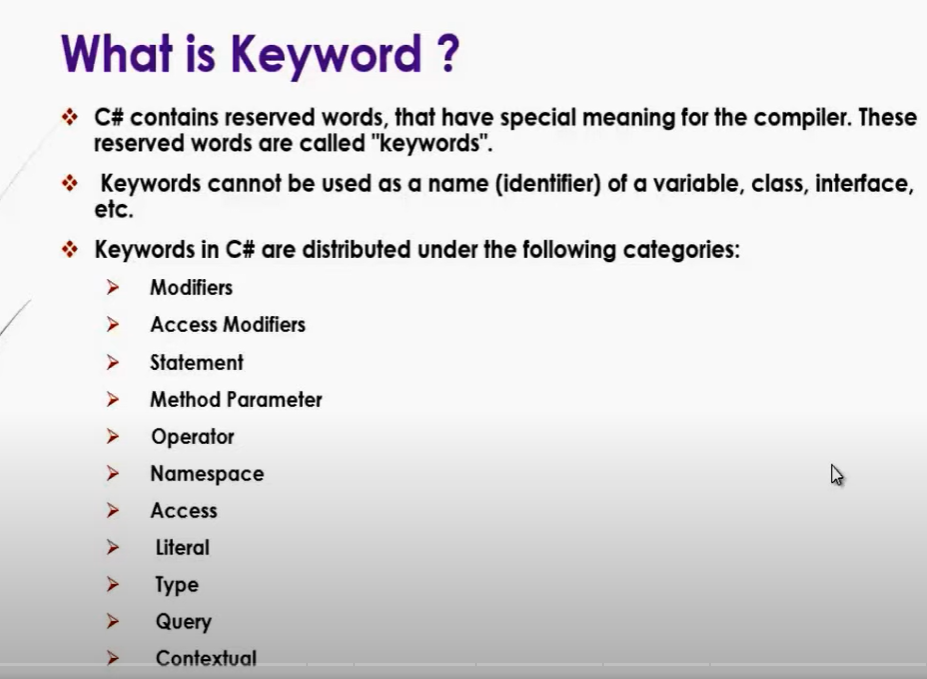 What is Keyword ?
C# contains reserved words, that have special meaning for the compiler. These
reserved words are called "keywords".
Keywords cannot be used as a name (identifier) of a variable, class, interface,
etc.
Keywords in C# are distributed under the following categories:
Modifiers
Access Modifiers
Statement
Method Parameter
Operator
Namespace
Access
Literal
Type
Query
Contextual